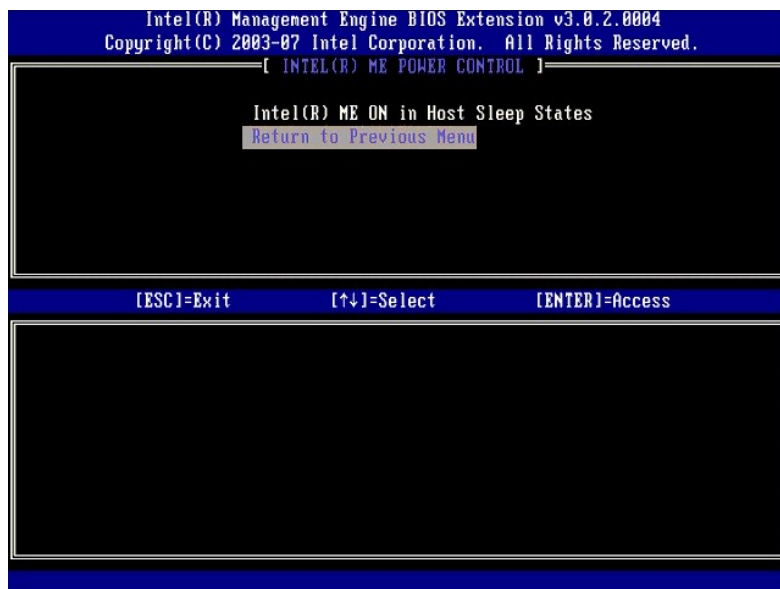 Intel(R) Management Engine BIOS Extension v3.0.2.0004
Copyright(C) 2003-07 Intel Corporation. All Rights Reserved.
[ INTEL(R) ME POWER CONTROL ]
Intel(R) ME ON in Host Sleep States
Return to Previous Menu
[ESC]=Exit [↑↓]=Select [ENTER]=Access